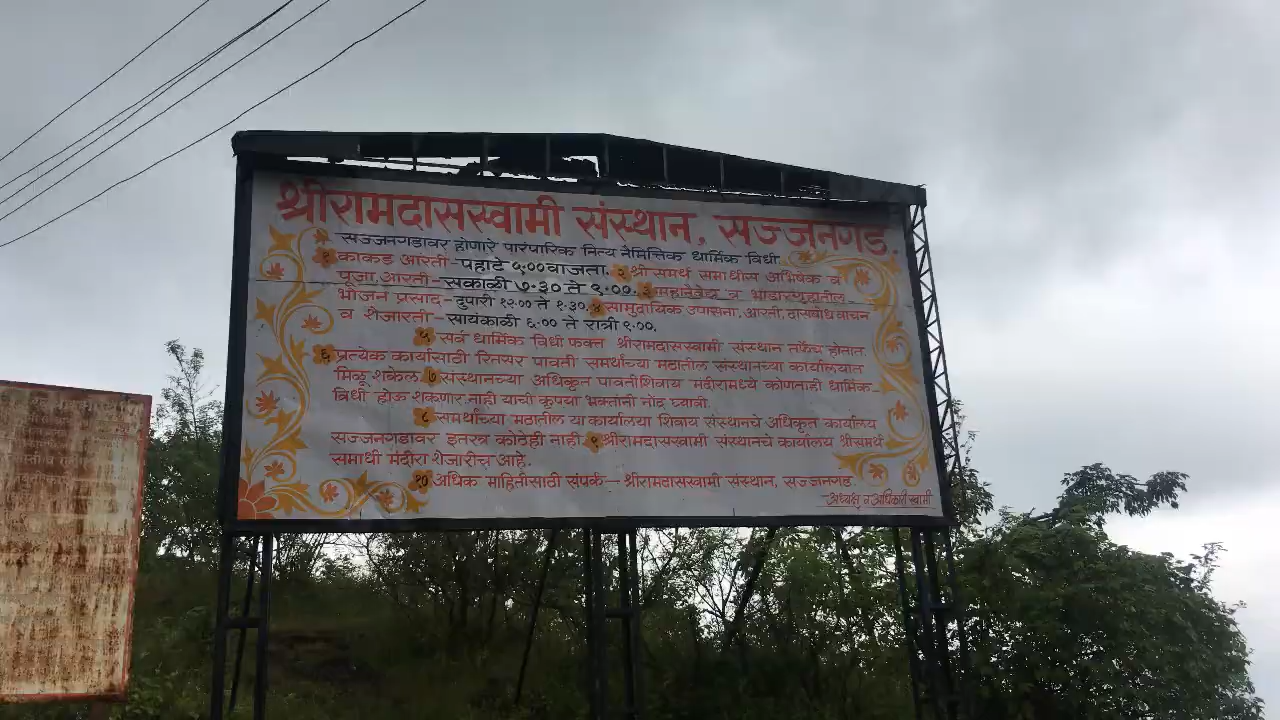 श्रीरामदासस्वामी संस्थान, सज्जनगड.
सज्जनगडावर होणारे पारंपारिक नित्य नैमित्तिक धार्मिक विधी
१ काकड आरती-पहाटे ५.००वाजता. २ श्री समर्थ समाधीस अभिषेक व
पूजा,आरती-सकाळी ७.३० ते ९.००. ३ महानैवेद्य व भांडारगृहातील
भोजन प्रसाद-दुपारी १२.०० ते १.३०. ४ सामुदायिक उपासना, आरती, दासबोध वाचन
व शेजारती-सायंकाळी ६.०० ते रात्री ९.००.
५ सर्व धार्मिक विधी फक्त श्रीरामदासस्वामी संस्थान तर्फेच होतात.
६ प्रत्येक कार्यासाठी रितसर पावती समर्थांच्या मठातील संस्थानच्या कार्यालयात
मिळू शकेल. ७ संस्थानच्या अधिकृत पावतीशिवाय मंदीरामध्ये कोणताही धार्मिक
विधी होऊ शकणार नाही याची कृपया भक्तांनी नोंद घ्यावी.
८ समर्थांच्या मठातील या कार्यालया शिवाय संस्थानचे अधिकृत कार्यालय
सज्जनगडावर इतरत्र कोठेही नाही. ९ श्रीरामदासस्वामी संस्थानचे कार्यालय श्रीसमर्थ
समाधी मंदीरा शेजारीच आहे.
१० अधिक माहितीसाठी संपर्क- श्रीरामदासस्वामी संस्थान, सज्जनगड.
-अध्यक्ष व अधिकारी स्वामी